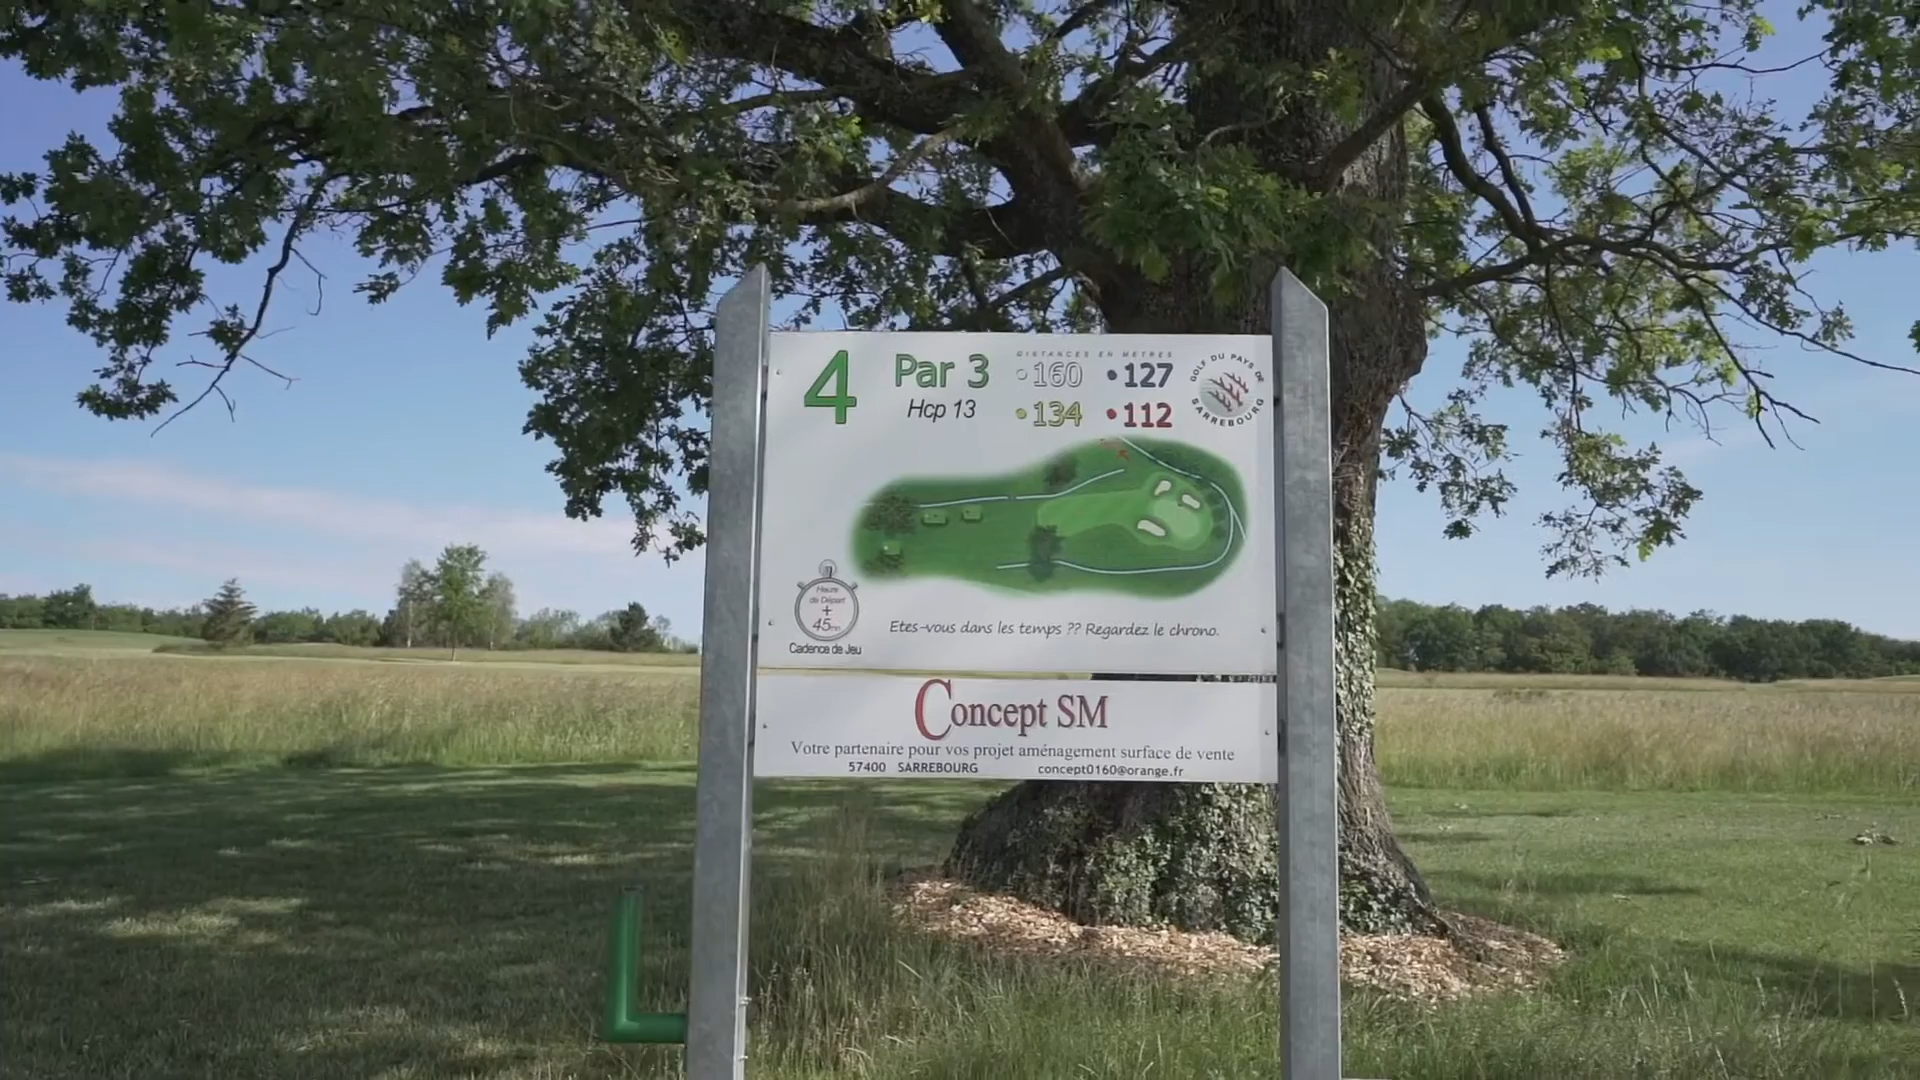 4
Par 3
Hcp 13
DISTANCES EN METRES
160 127
134 112
GOLF DU PAYS DE SARREBOURG
Heure
de Départ
+
45mn
Cadence de Jeu
Etes-vous dans les temps ?? Regardez le chrono.
Concept SM
Votre partenaire pour vos projet aménagement surface de vente
57400 SARREBOURG concept0160@orange.fr